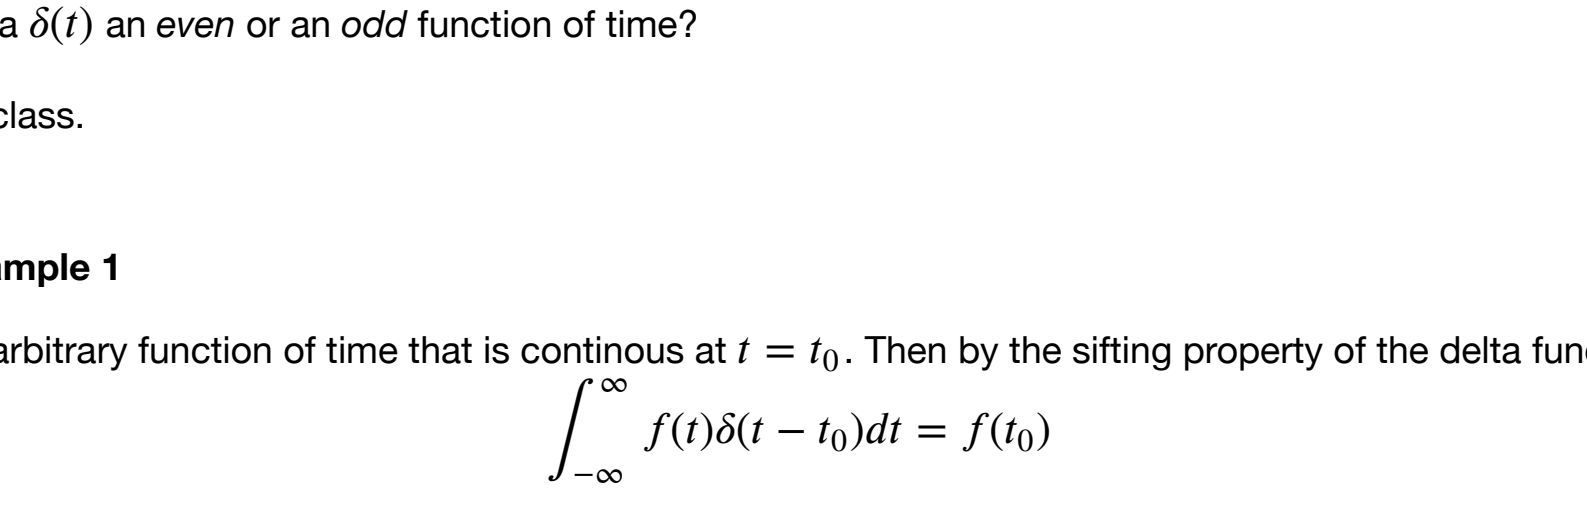 a δ(t) an even or an odd function of time?
class.
ample 1
arbitrary function of time that is continous at t = t₀. Then by the sifting property of the delta fun
∫_{-∞}^{∞} f(t)δ(t − t₀)dt = f(t₀)